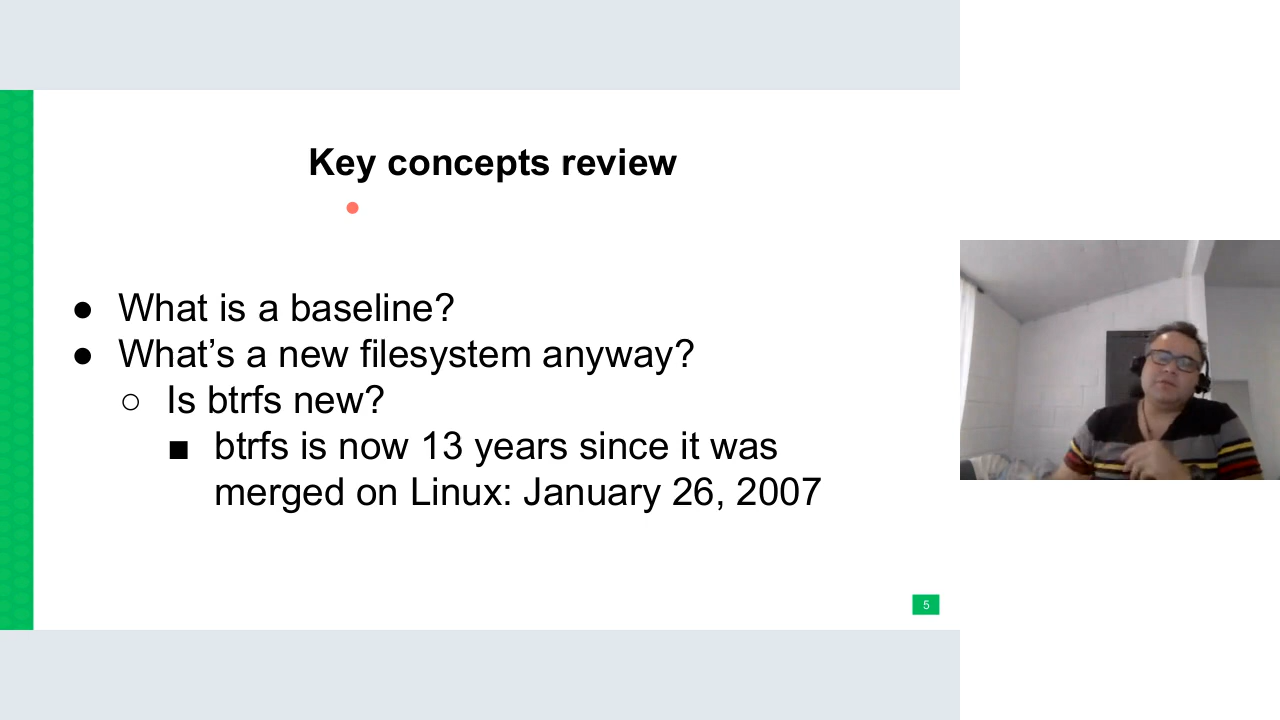 Key concepts review
● What is a baseline?
● What’s a new filesystem anyway?
○ Is btrfs new?
■ btrfs is now 13 years since it was
merged on Linux: January 26, 2007
5